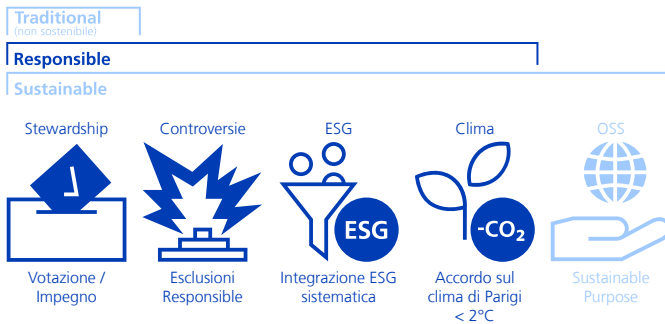 Traditional
(non sostenibile)
Responsible
Sustainable
Stewardship
Controversie
ESG
Clima
OSS
ESG
-CO₂
Votazione /
Impegno
Esclusioni
Responsible
Integrazione ESG
sistematica
Accordo sul
clima di Parigi
< 2°C
Sustainable
Purpose